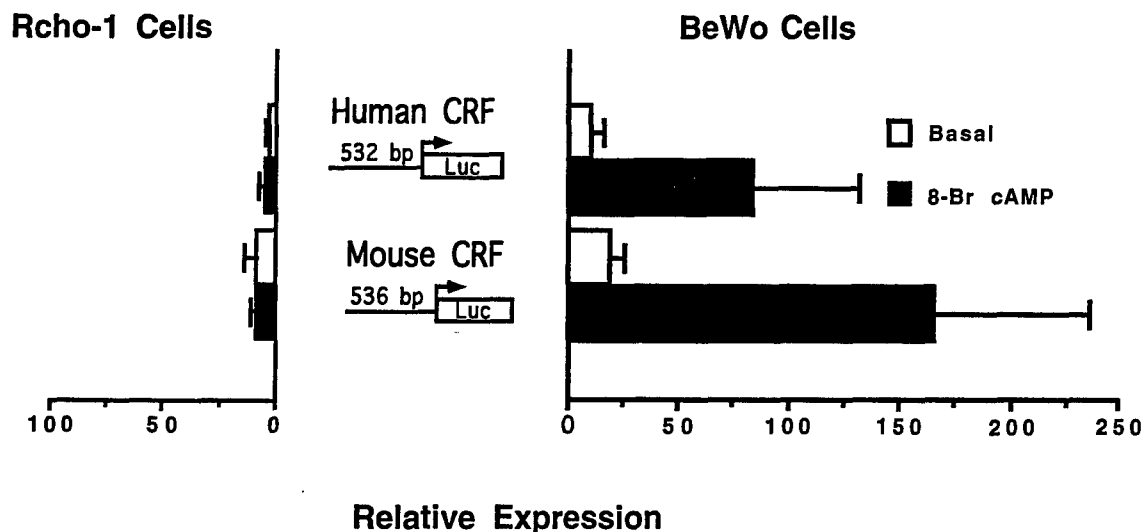 Rcho-1 Cells
BeWo Cells
Human CRF
532 bp
Luc
Mouse CRF
536 bp
Luc
Basal
8-Br cAMP
100 50 0
0 50 100 150 200 250
Relative Expression